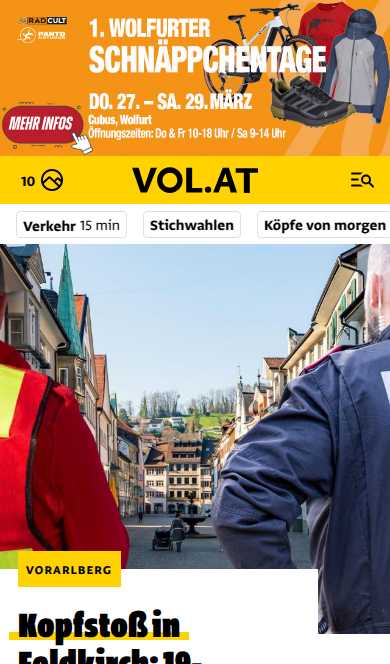 RADCULT
PANTO
1. WOLFURTER
SCHNÄPPCHENTAGE
DO. 27. – SA. 29. MÄRZ
Cubus, Wolfurt
Öffnungszeiten: Do & Fr 10-18 Uhr / Sa 9-14 Uhr
MEHR INFOS
10
VOL.AT
Verkehr 15 min
Stichwahlen
Köpfe von morgen
VORARLBERG
Kopfstoß in
Feldkirch: 19-